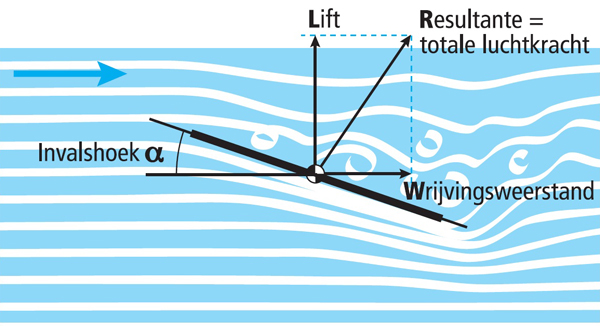 Lift
Resultante =
totale luchtkracht
Invalshoek α
Wrijvingsweerstand